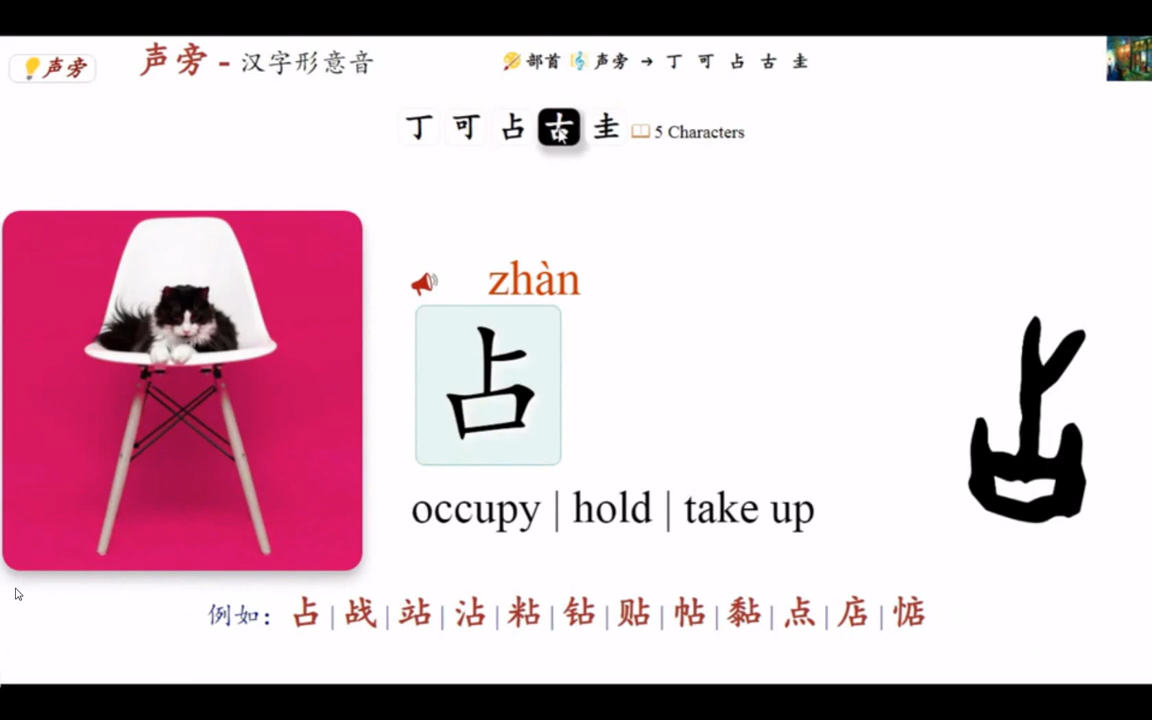 💡声旁
声旁 - 汉字形意音
部首 声旁 → 丁 可 占 古 圭
丁 可 占 古 圭 5 Characters
zhàn
占
occupy | hold | take up
例如: 占 | 战 | 站 | 沾 | 粘 | 钻 | 贴 | 帖 | 黏 | 点 | 店 | 惦